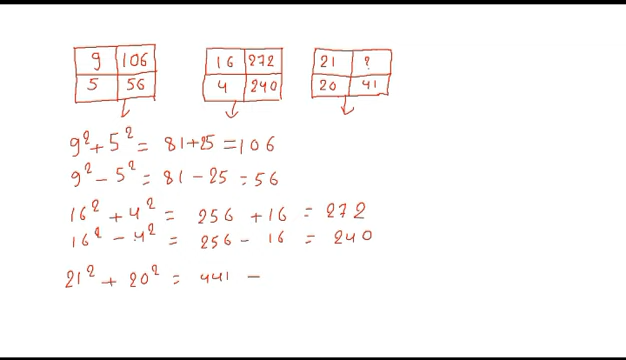 9 106 16 272 21 ?
5 56 4 240 20 41
9² + 5² = 81 + 25 = 106
9² - 5² = 81 - 25 = 56
16² + 4² = 256 + 16 = 272
16² - 4² = 256 - 16 = 240
21² + 20² = 441 -